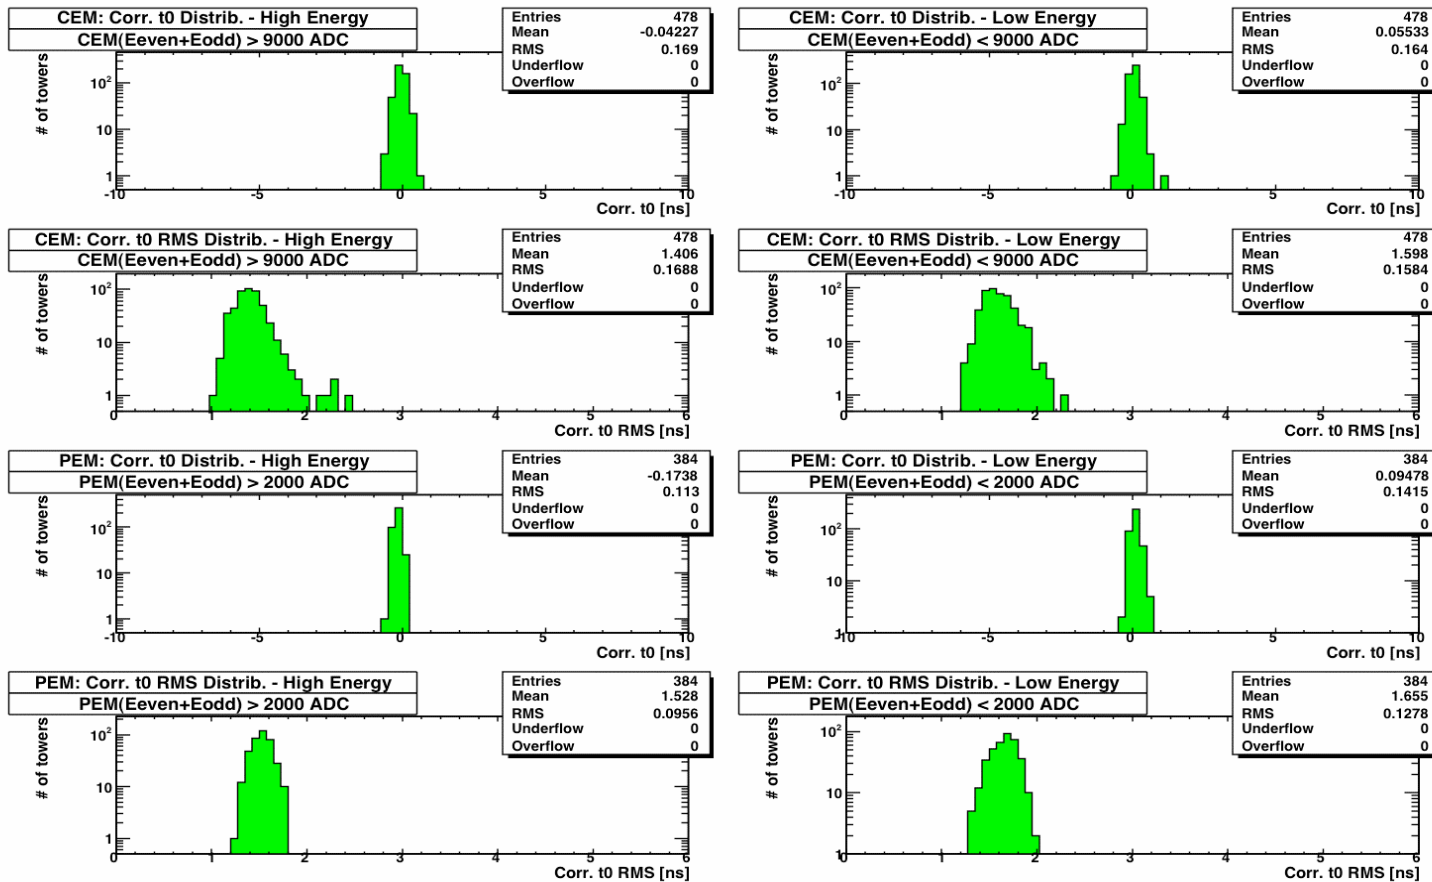 CEM: Corr. t0 Distrib. - High Energy
CEM(Eeven+Eodd) > 9000 ADC
Entries 478
Mean -0.04227
RMS 0.169
Underflow 0
Overflow 0
# of towers
10²
10
1
-10 -5 0 5 10
Corr. t0 [ns]
CEM: Corr. t0 Distrib. - Low Energy
CEM(Eeven+Eodd) < 9000 ADC
Entries 478
Mean 0.05533
RMS 0.164
Underflow 0
Overflow 0
# of towers
10²
10
1
-10 -5 0 5 10
Corr. t0 [ns]
CEM: Corr. t0 RMS Distrib. - High Energy
CEM(Eeven+Eodd) > 9000 ADC
Entries 478
Mean 1.406
RMS 0.1688
Underflow 0
Overflow 0
# of towers
10²
10
1
0 1 2 3 4 5 6
Corr. t0 RMS [ns]
CEM: Corr. t0 RMS Distrib. - Low Energy
CEM(Eeven+Eodd) < 9000 ADC
Entries 478
Mean 1.598
RMS 0.1584
Underflow 0
Overflow 0
# of towers
10²
10
1
0 1 2 3 4 5 6
Corr. t0 RMS [ns]
PEM: Corr. t0 Distrib. - High Energy
PEM(Eeven+Eodd) > 2000 ADC
Entries 384
Mean -0.1738
RMS 0.113
Underflow 0
Overflow 0
# of towers
10²
10
1
-10 -5 0 5 10
Corr. t0 [ns]
PEM: Corr. t0 Distrib. - Low Energy
PEM(Eeven+Eodd) < 2000 ADC
Entries 384
Mean 0.09478
RMS 0.1415
Underflow 0
Overflow 0
# of towers
10²
10
1
-10 -5 0 5 10
Corr. t0 [ns]
PEM: Corr. t0 RMS Distrib. - High Energy
PEM(Eeven+Eodd) > 2000 ADC
Entries 384
Mean 1.528
RMS 0.0956
Underflow 0
Overflow 0
# of towers
10²
10
1
0 1 2 3 4 5 6
Corr. t0 RMS [ns]
PEM: Corr. t0 RMS Distrib. - Low Energy
PEM(Eeven+Eodd) < 2000 ADC
Entries 384
Mean 1.655
RMS 0.1278
Underflow 0
Overflow 0
# of towers
10²
10
1
0 1 2 3 4 5 6
Corr. t0 RMS [ns]